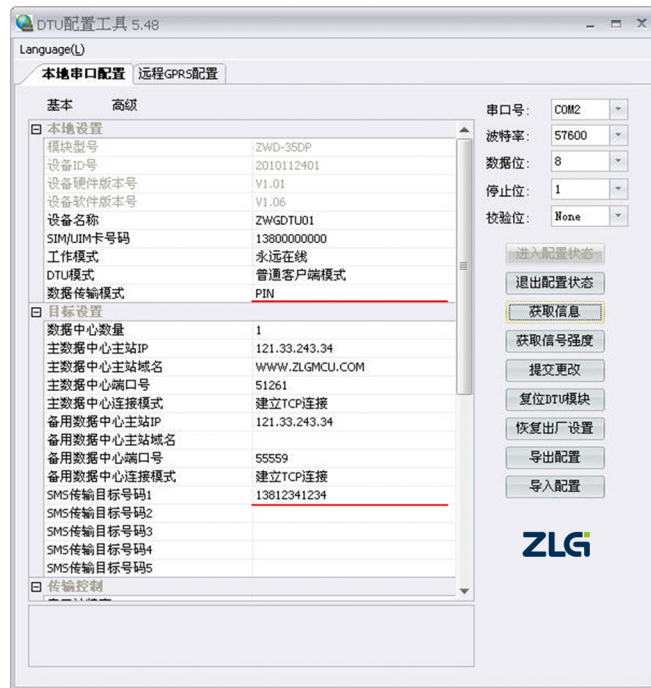 DTU配置工具 5.48
Language(L)
本地串口配置 远程GPRS配置
基本 高级
本地设置
模块型号 ZWD-35DP
设备ID号 2010112401
设备硬件版本号 V1.01
设备软件版本号 V1.06
设备名称 ZWGDTU01
SIM/UIM卡号码 13800000000
工作模式 永远在线
DTU模式 普通客户端模式
数据传输模式 PIN
目标设置
数据中心数量 1
主数据中心主站IP 121.33.243.34
主数据中心主站域名 WWW.ZLGMCU.COM
主数据中心端口号 51261
主数据中心连接模式 建立TCP连接
备用数据中心主站IP 121.33.243.34
备用数据中心主站域名
备用数据中心端口号 55559
备用数据中心连接模式 建立TCP连接
SMS传输目标号码1 13812341234
SMS传输目标号码2
SMS传输目标号码3
SMS传输目标号码4
SMS传输目标号码5
传输控制
串口号: COM2
波特率: 57600
数据位: 8
停止位: 1
校验位: None
进入配置状态
退出配置状态
获取信息
获取信号强度
提交更改
复位DTU模块
恢复出厂设置
导出配置
导入配置
ZLG